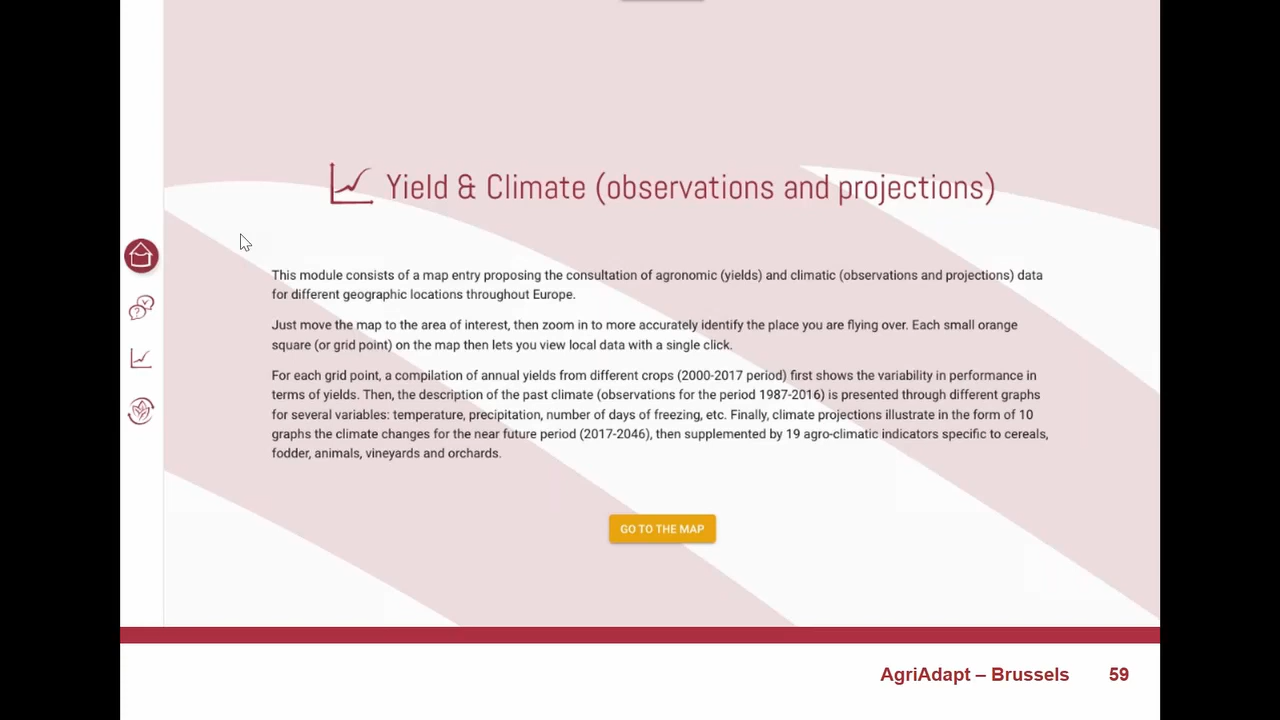 Yield & Climate (observations and projections)
This module consists of a map entry proposing the consultation of agronomic (yields) and climatic (observations and projections) data
for different geographic locations throughout Europe.
Just move the map to the area of interest, then zoom in to more accurately identify the place you are flying over. Each small orange
square (or grid point) on the map then lets you view local data with a single click.
For each grid point, a compilation of annual yields from different crops (2000-2017 period) first shows the variability in performance in
terms of yields. Then, the description of the past climate (observations for the period 1987-2016) is presented through different graphs
for several variables: temperature, precipitation, number of days of freezing, etc. Finally, climate projections illustrate in the form of 10
graphs the climate changes for the near future period (2017-2046), then supplemented by 19 agro-climatic indicators specific to cereals,
fodder, animals, vineyards and orchards.
GO TO THE MAP
AgriAdapt – Brussels 59